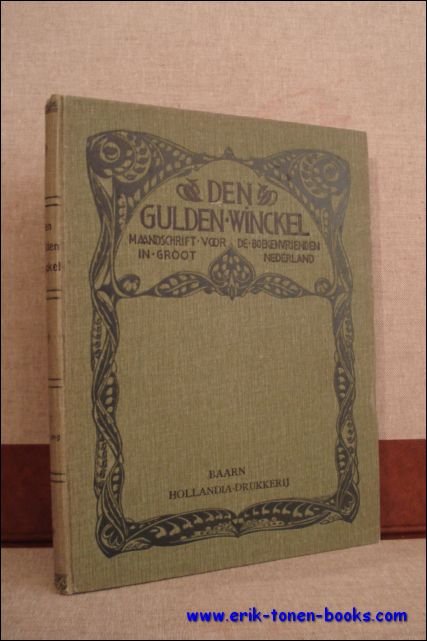 DEN
GULDEN·WINCKEL
MAANDSCHRIFT·VOOR DE·BOEKENVRIENDEN
IN·GROOT NEDERLAND
BAARN
HOLLANDIA-DRUKKERIJ
www.erik-tonen-books.com